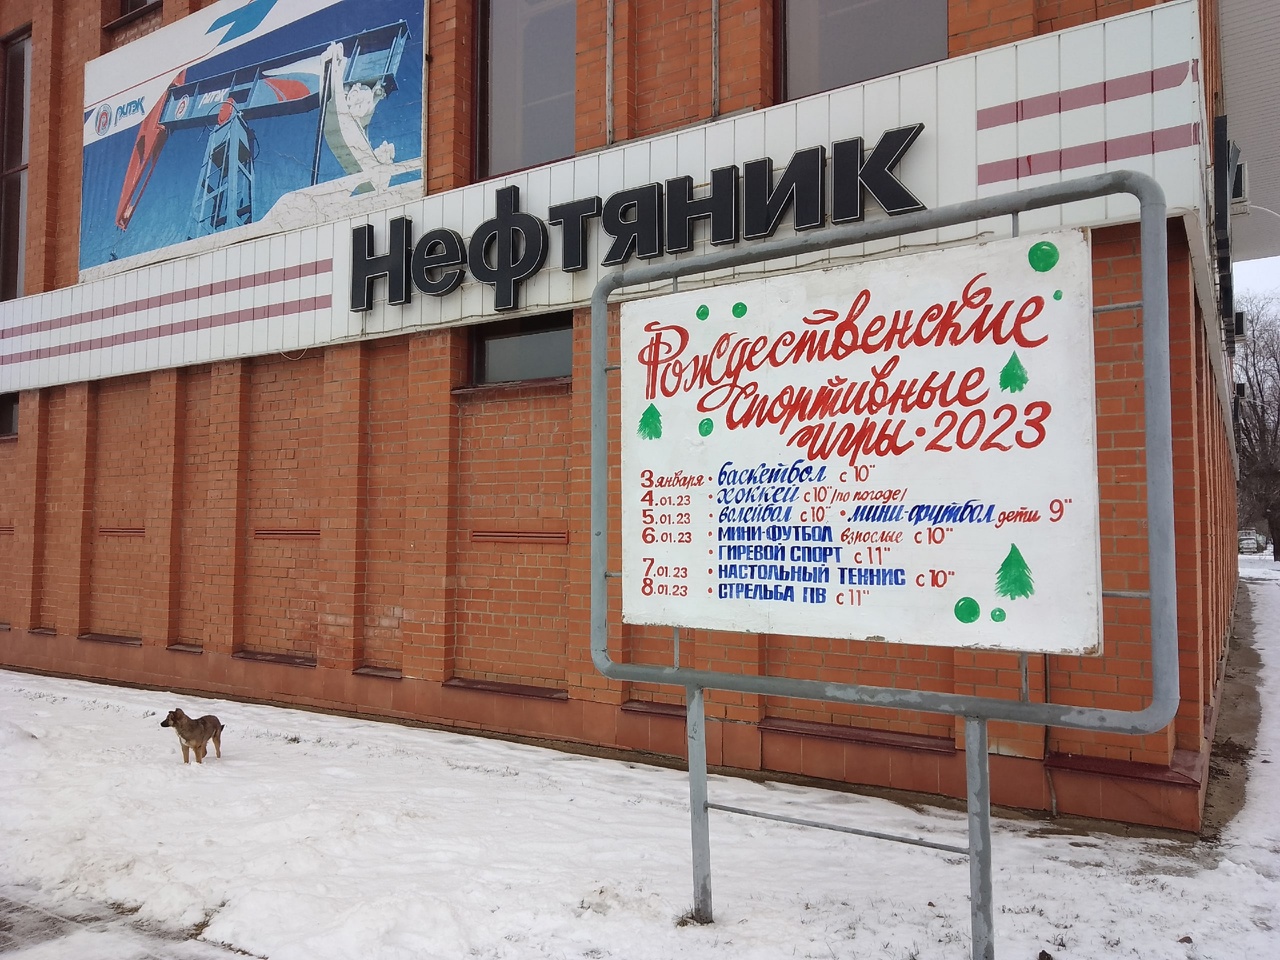 РИТЭК
РИТЭК
Нефтяник
Рождественские
спортивные
игры • 2023
3 января • баскетбол с 10"
4.01.23 • хоккей с 10" /по погоде/
5.01.23 • волейбол с 10" • мини-футбол дети 9"
6.01.23 • МИНИ-ФУТБОЛ взрослые с 10"
• ГИРЕВОЙ СПОРТ с 11"
7.01.23 • НАСТОЛЬНЫЙ ТЕННИС с 10"
8.01.23 • СТРЕЛЬБА ПВ с 11"